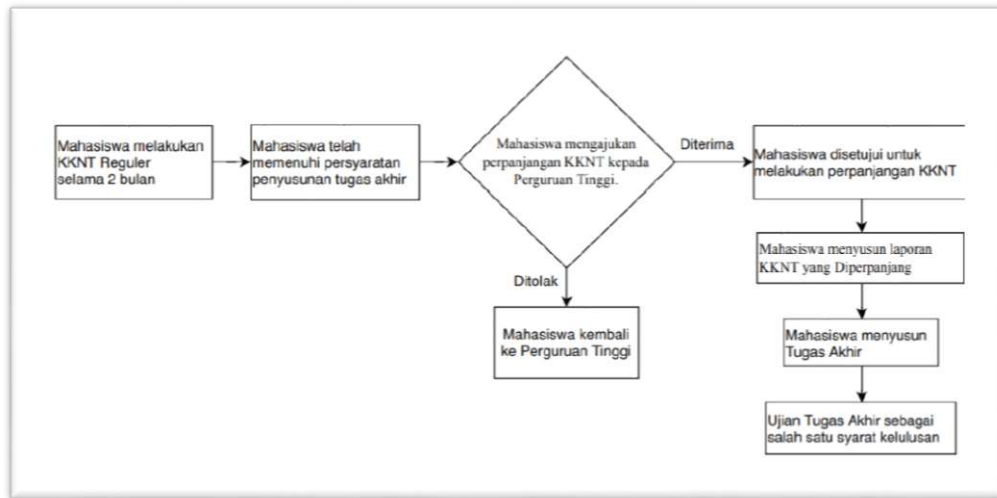 Mahasiswa melakukan
KKNT Reguler
selama 2 bulan
Mahasiswa telah
memenuhi persyaratan
penyusunan tugas akhir
Mahasiswa mengajukan
perpanjangan KKNT kepada
Perguruan Tinggi.
Diterima
Mahasiswa disetujui untuk
melakukan perpanjangan KKNT
Mahasiswa menyusun laporan
KKNT yang Diperpanjang
Ditolak
Mahasiswa kembali
ke Perguruan Tinggi
Mahasiswa menyusun
Tugas Akhir
Ujian Tugas Akhir sebagai
salah satu syarat kelulusan